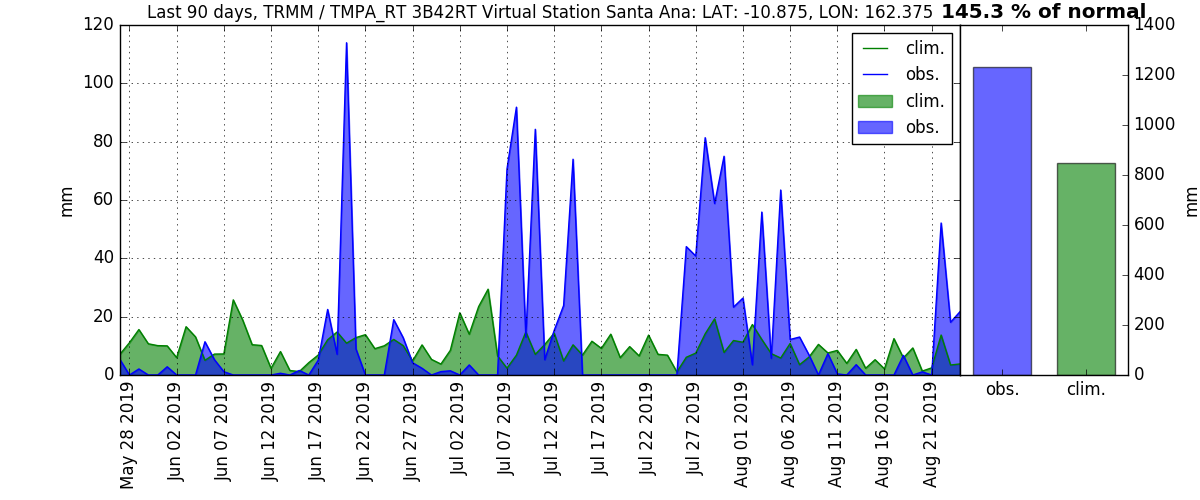 Last 90 days, TRMM / TMPA_RT 3B42RT Virtual Station Santa Ana: LAT: -10.875, LON: 162.375 145.3 % of normal
120
100
80
60
40
20
0
mm
clim.
obs.
clim.
obs.
1400
1200
1000
800
600
400
200
0
mm
obs. clim.
May 28 2019
Jun 02 2019
Jun 07 2019
Jun 12 2019
Jun 17 2019
Jun 22 2019
Jun 27 2019
Jul 02 2019
Jul 07 2019
Jul 12 2019
Jul 17 2019
Jul 22 2019
Jul 27 2019
Aug 01 2019
Aug 06 2019
Aug 11 2019
Aug 16 2019
Aug 21 2019